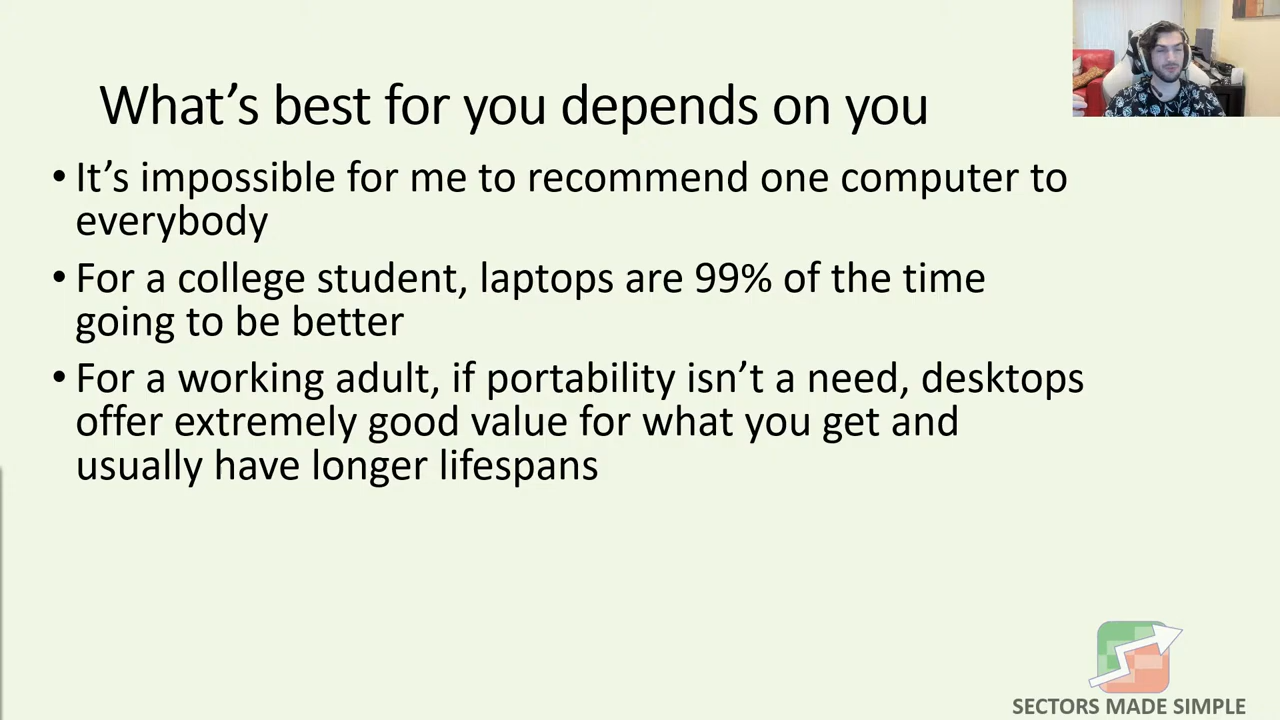 What's best for you depends on you
• It's impossible for me to recommend one computer to
everybody
• For a college student, laptops are 99% of the time
going to be better
• For a working adult, if portability isn't a need, desktops
offer extremely good value for what you get and
usually have longer lifespans
SECTORS MADE SIMPLE